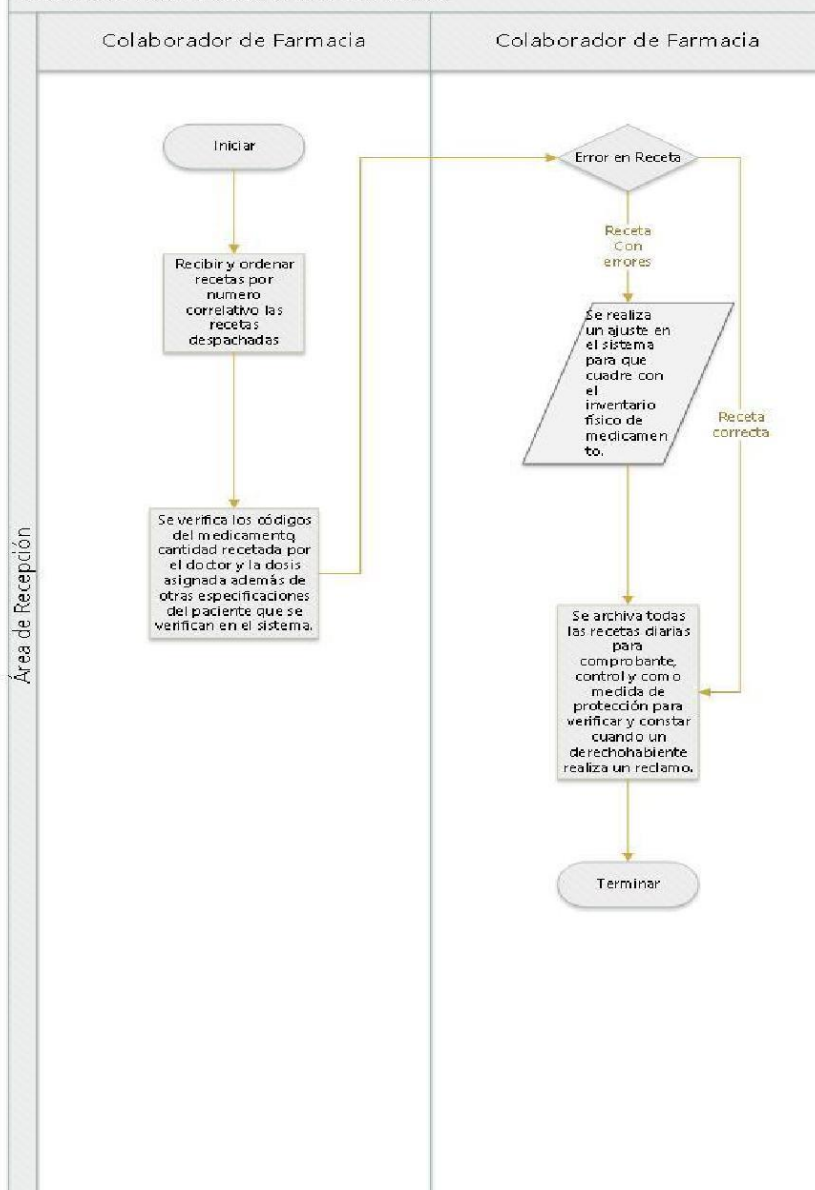 Colaborador de Farmacia
Colaborador de Farmacia
Área de Recepción
Iniciar
Recibir y ordenar
recetas por
numero
correlativo las
recetas
despachadas
Se verifica los códigos
del medicamento,
cantidad recetada por
el doctor y la dosis
asignada además de
otras especificaciones
del paciente que se
verifican en el sistema.
Error en Receta
Receta
Con
errores
Se realiza
un ajuste en
el sistema
para que
cuadre con
el
inventario
físico de
medicamen
to.
Receta
correcta
Se archiva todas
las recetas diarias
para
comprobante,
control y como
medida de
protección para
verificar y constar
cuando un
derechohabiente
realiza un reclamo.
Terminar